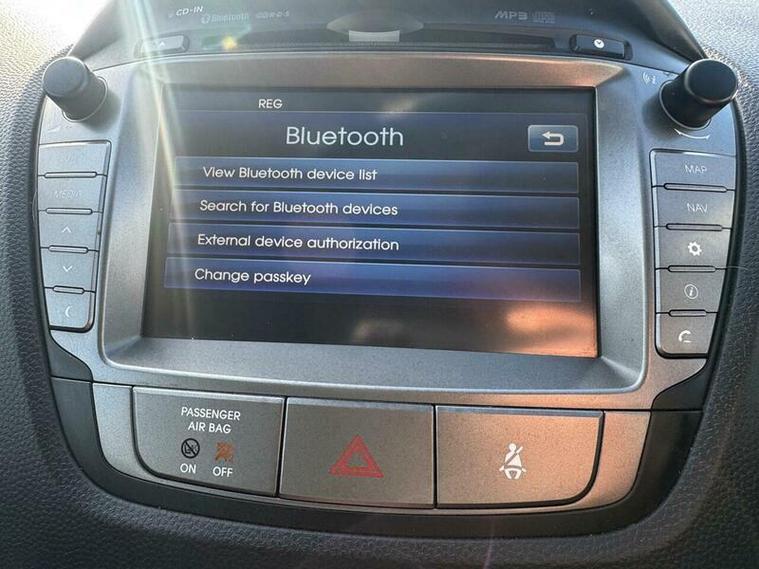 CD-IN
Bluetooth R·D·S
MP3
REG
Bluetooth
View Bluetooth device list
Search for Bluetooth devices
External device authorization
Change passkey
MEDIA
MAP
NAV
PASSENGER
AIR BAG
ON OFF